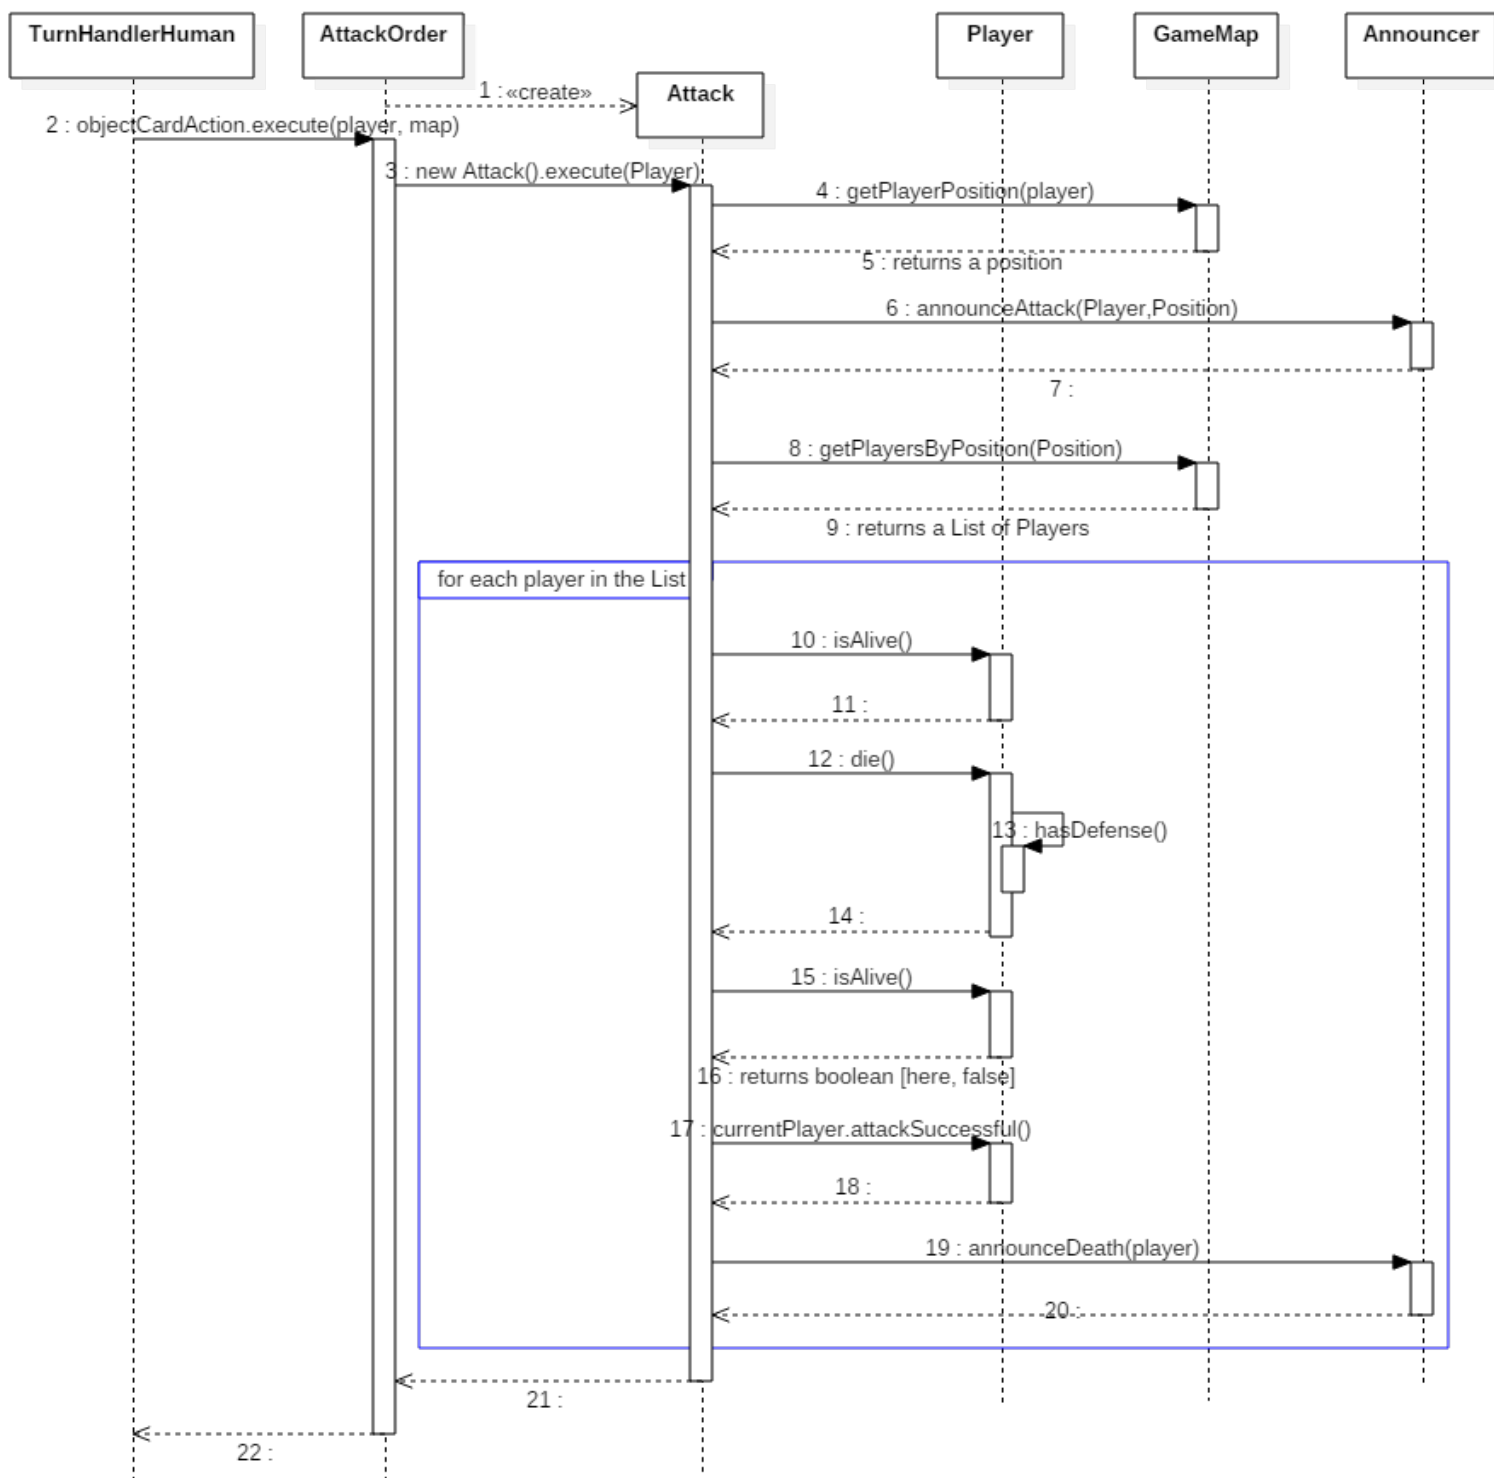 TurnHandlerHuman
AttackOrder
Player
GameMap
Announcer
Attack
1 : «create»
2 : objectCardAction.execute(player, map)
3 : new Attack().execute(Player)
4 : getPlayerPosition(player)
5 : returns a position
6 : announceAttack(Player,Position)
7 :
8 : getPlayersByPosition(Position)
9 : returns a List of Players
for each player in the List
10 : isAlive()
11 :
12 : die()
13 : hasDefense()
14 :
15 : isAlive()
16 : returns boolean [here, false]
17 : currentPlayer.attackSuccessful()
18 :
19 : announceDeath(player)
20 :
21 :
22 :